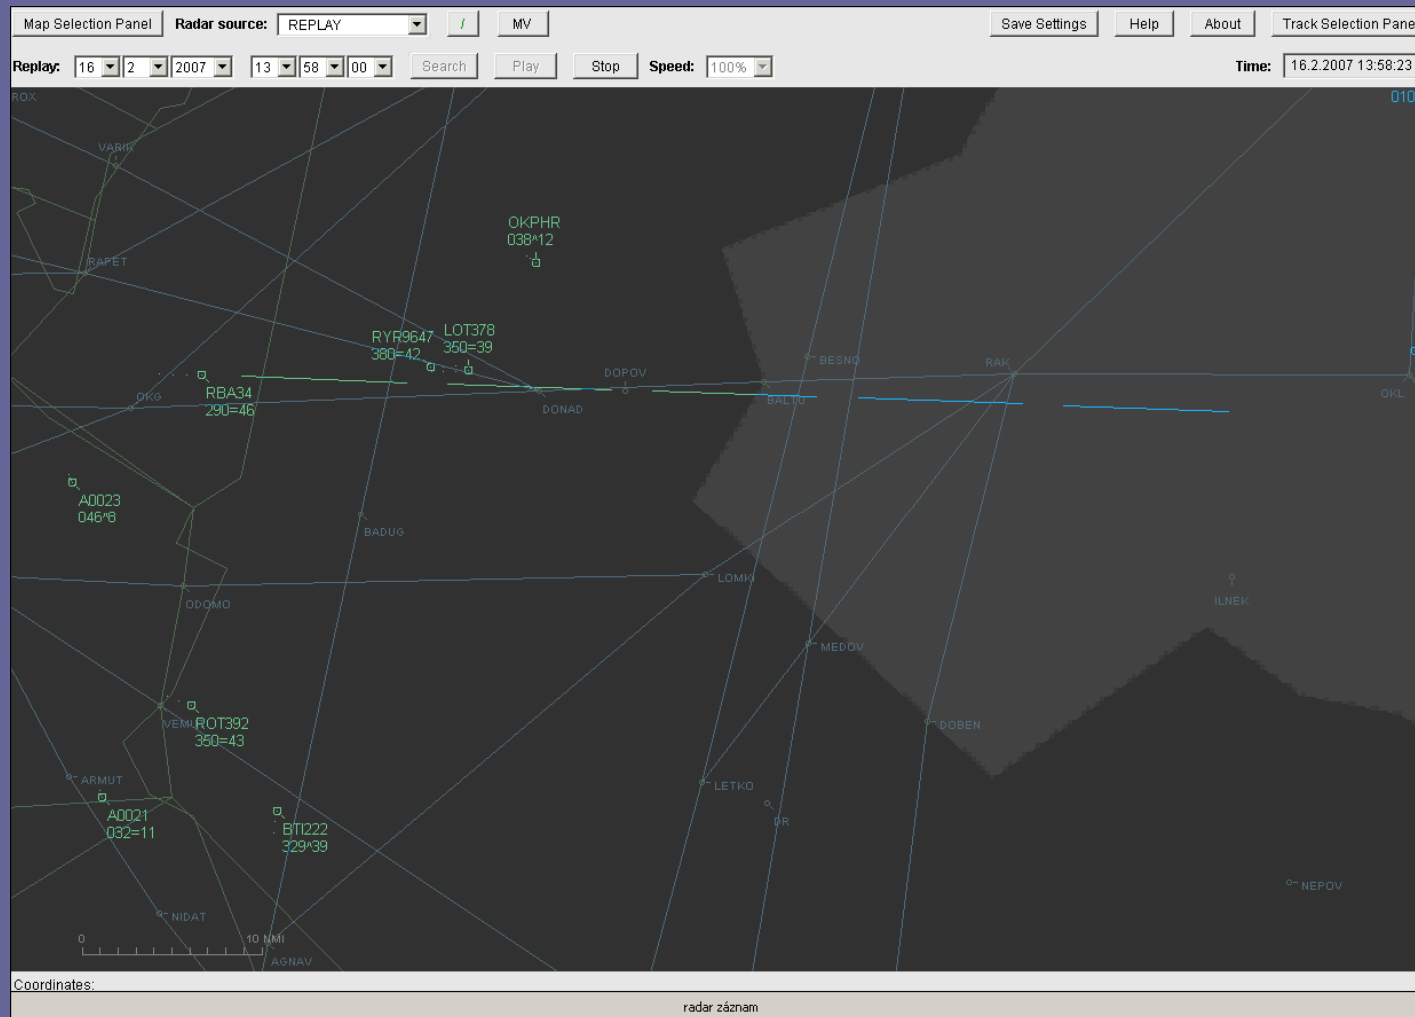 Map Selection Panel Radar source: REPLAY / MV Save Settings Help About Track Selection Pane
Replay: 16 2 2007 13 58 00 Search Play Stop Speed: 100% Time: 16.2.2007 13:58:23
ROX
010
VARIK
OKPHR
038^12
RAPET
RYR9647 LOT378
380=42 350=39
BESNO
RAK
DOPOV
RBA34
290=46
OKG
DONAD
BALTU
OKL
A0023
046^8
BADUG
LOMKI
ODOMO
ILNEK
MEDOV
VEMUT
ROT392
350=43
DOBEN
ARMUT
LETKO
A0021
032=11
DR
BTI222
329^39
NEPOV
NIDAT
0 10 NMI
AGNAV
Coordinates:
radar záznam